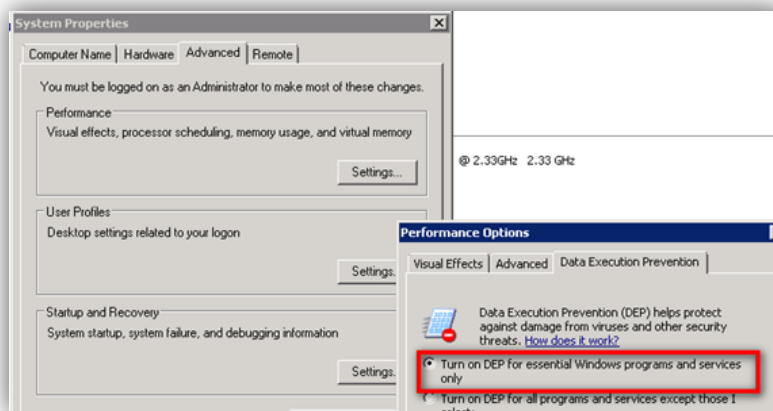 System Properties
Computer Name Hardware Advanced Remote
You must be logged on as an Administrator to make most of these changes.
Performance
Visual effects, processor scheduling, memory usage, and virtual memory
Settings...
@ 2.33GHz 2.33 GHz
User Profiles
Desktop settings related to your logon
Settings.
Startup and Recovery
System startup, system failure, and debugging information
Settings.
Performance Options
Visual Effects Advanced Data Execution Prevention
Data Execution Prevention (DEP) helps protect
against damage from viruses and other security
threats. How does it work?
Turn on DEP for essential Windows programs and services
only
Turn on DEP for all programs and services except those I